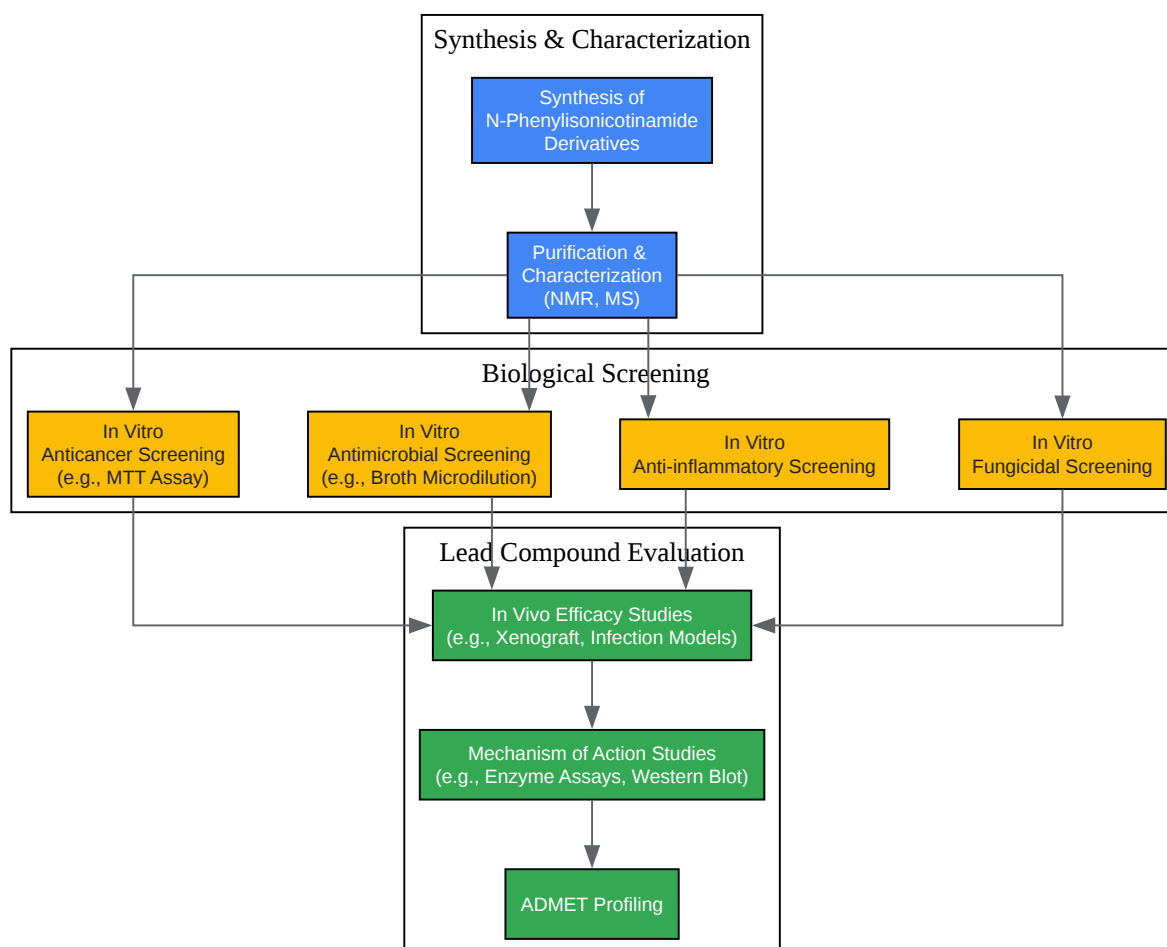 Synthesis & Characterization
Synthesis of
N-Phenylisonicotinamide
Derivatives
Purification &
Characterization
(NMR, MS)
Biological Screening
In Vitro
Anticancer Screening
(e.g., MTT Assay)
In Vitro
Antimicrobial Screening
(e.g., Broth Microdilution)
In Vitro
Anti-inflammatory Screening
In Vitro
Fungicidal Screening
Lead Compound Evaluation
In Vivo Efficacy Studies
(e.g., Xenograft, Infection Models)
Mechanism of Action Studies
(e.g., Enzyme Assays, Western Blot)
ADMET Profiling